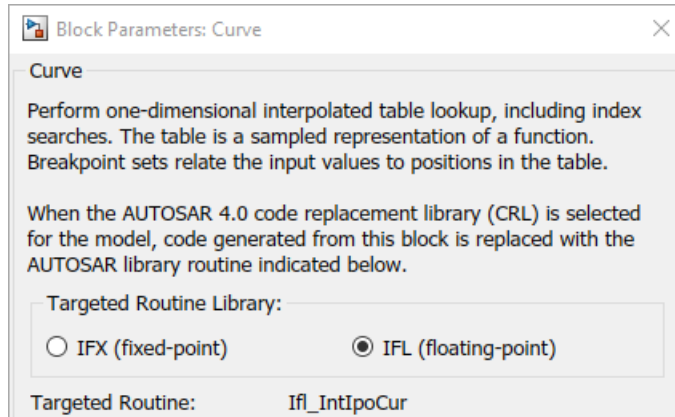 Block Parameters: Curve
Curve
Perform one-dimensional interpolated table lookup, including index
searches. The table is a sampled representation of a function.
Breakpoint sets relate the input values to positions in the table.
When the AUTOSAR 4.0 code replacement library (CRL) is selected
for the model, code generated from this block is replaced with the
AUTOSAR library routine indicated below.
Targeted Routine Library:
IFX (fixed-point) IFL (floating-point)
Targeted Routine: Ifl_IntIpoCur